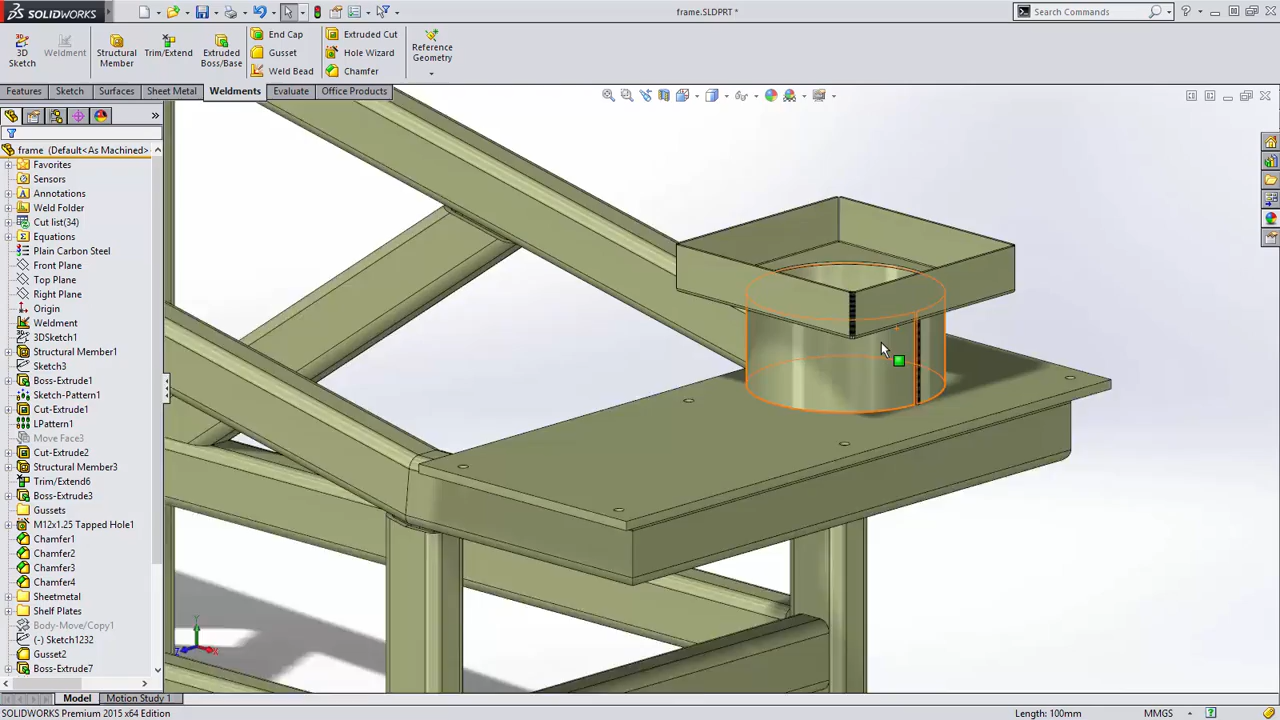 SOLIDWORKS
frame.SLDPRT *
Search Commands
3D Sketch
Weldment
Structural Member
Trim/Extend
Extruded Boss/Base
End Cap
Gusset
Weld Bead
Extruded Cut
Hole Wizard
Chamfer
Reference Geometry
Features
Sketch
Surfaces
Sheet Metal
Weldments
Evaluate
Office Products
frame (Default<As Machined>
Favorites
Sensors
Annotations
Weld Folder
Cut list(34)
Equations
Plain Carbon Steel
Front Plane
Top Plane
Right Plane
Origin
Weldment
3DSketch1
Structural Member1
Sketch3
Boss-Extrude1
Sketch-Pattern1
Cut-Extrude1
LPattern1
Move Face3
Cut-Extrude2
Structural Member3
Trim/Extend6
Boss-Extrude3
Gussets
M12x1.25 Tapped Hole1
Chamfer1
Chamfer2
Chamfer3
Chamfer4
Sheetmetal
Shelf Plates
Body-Move/Copy1
(-) Sketch1232
Gusset2
Boss-Extrude7
Y
Z
X
Model
Motion Study 1
SOLIDWORKS Premium 2015 x64 Edition
Length: 100mm
MMGS